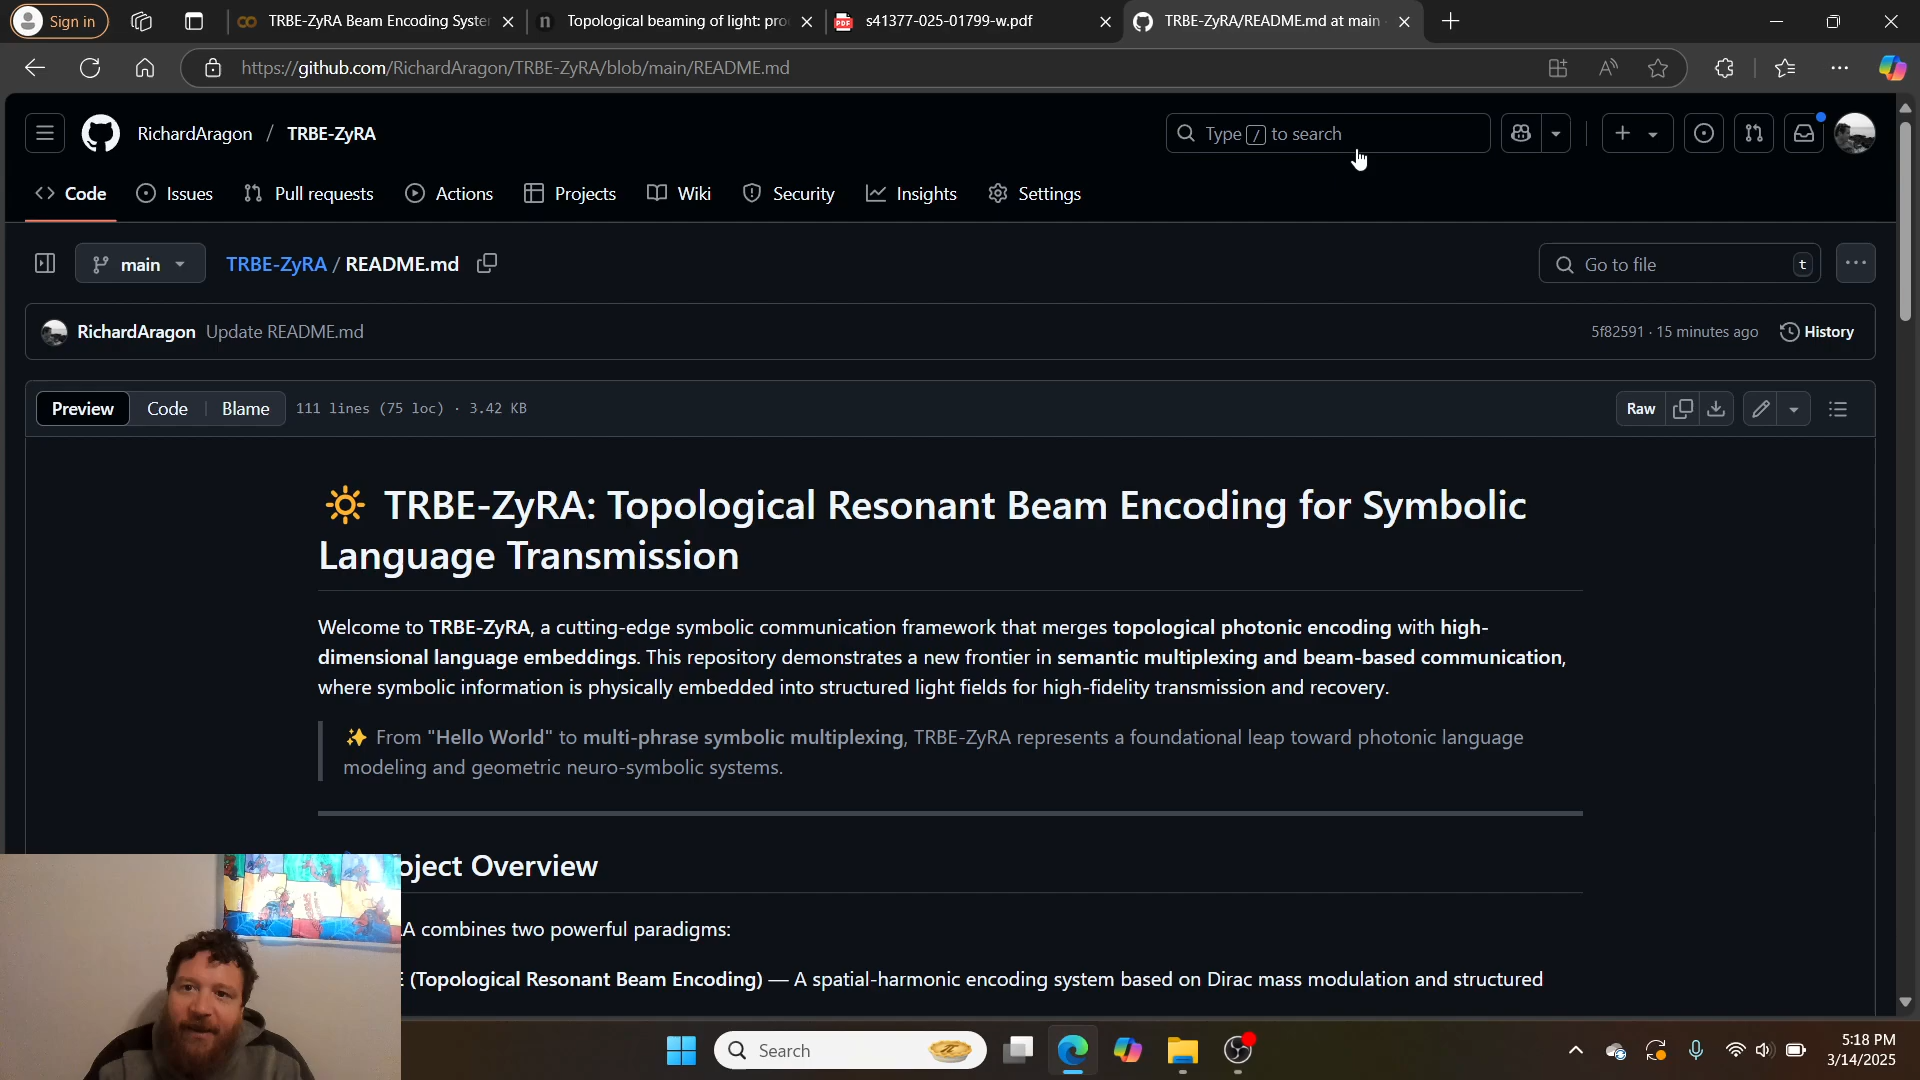 Sign in
TRBE-ZyRA Beam Encoding Syste
Topological beaming of light: pro
s41377-025-01799-w.pdf
TRBE-ZyRA/README.md at main
https://github.com/RichardAragon/TRBE-ZyRA/blob/main/README.md
RichardAragon / TRBE-ZyRA
Type / to search
Code
Issues
Pull requests
Actions
Projects
Wiki
Security
Insights
Settings
main
TRBE-ZyRA / README.md
Go to file
t
RichardAragon Update README.md
5f82591 · 15 minutes ago
History
Preview
Code
Blame
111 lines (75 loc) · 3.42 KB
Raw
TRBE-ZyRA: Topological Resonant Beam Encoding for Symbolic
Language Transmission
Welcome to TRBE-ZyRA, a cutting-edge symbolic communication framework that merges topological photonic encoding with high-
dimensional language embeddings. This repository demonstrates a new frontier in semantic multiplexing and beam-based communication,
where symbolic information is physically embedded into structured light fields for high-fidelity transmission and recovery.
✨ From "Hello World" to multi-phrase symbolic multiplexing, TRBE-ZyRA represents a foundational leap toward photonic language
modeling and geometric neuro-symbolic systems.
oject Overview
A combines two powerful paradigms:
(Topological Resonant Beam Encoding) — A spatial-harmonic encoding system based on Dirac mass modulation and structured
Search
5:18 PM
3/14/2025